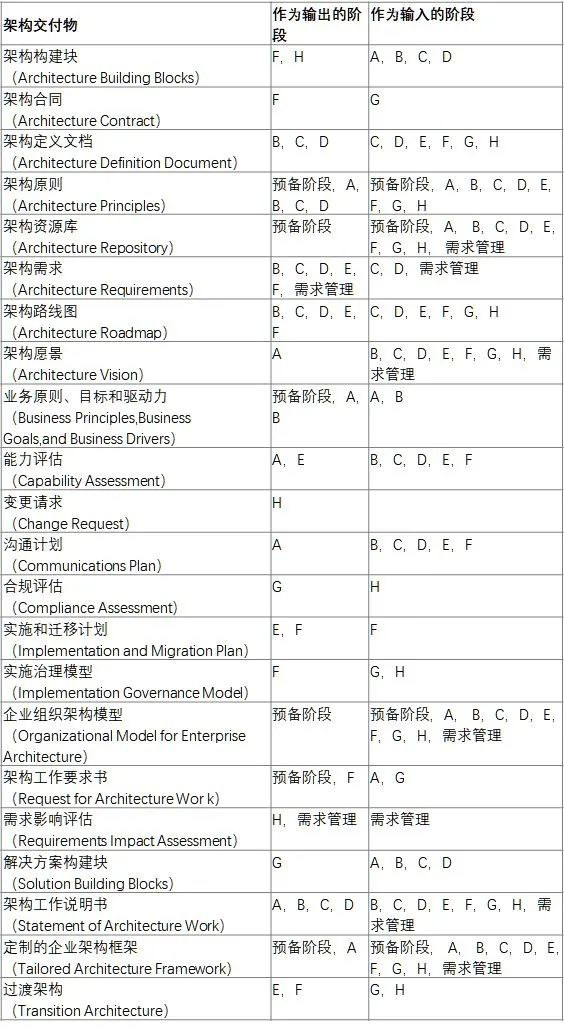 架构交付物
作为输出的阶
段
作为输入的阶段
架构构建块
（Architecture Building Blocks）
F，H
A，B，C，D
架构合同
（Architecture Contract）
F
G
架构定义文档
（Architecture Definition Document）
B，C，D
C，D，E，F，G，H
架构原则
（Architecture Principles）
预备阶段，A，
B，C，D
预备阶段，A，B，C，D，E，
F，G，H
架构资源库
（Architecture Repository）
预备阶段
预备阶段，A， B，C，D，E，
F，G，H， 需求管理
架构需求
（Architecture Requirements）
B，C，D，E，
F，需求管理
C，D，需求管理
架构路线图
（Architecture Roadmap）
B，C，D，E，
F
C，D，E，F，G，H
架构愿景
（Architecture Vision）
A
B，C，D，E，F，G，H，需
求管理
业务原则、目标和驱动力
（Business Principles,Business
Goals,and Business Drivers）
预备阶段，A，
B
A，B
能力评估
（Capability Assessment）
A，E
B，C，D，E，F
变更请求
（Change Request）
H
沟通计划
（Communications Plan）
A
B，C，D，E，F
合规评估
（Compliance Assessment）
G
H
实施和迁移计划
（Implementation and Migration Plan）
E，F
F
实施治理模型
（Implementation Governance Model）
F
G，H
企业组织架构模型
（Organizational Model for Enterprise
Architecture）
预备阶段
预备阶段，A， B，C，D，E，
F，G，H，需求管理
架构工作要求书
（Request for Architecture Wor k）
预备阶段，F
A，G
需求影响评估
（Requirements Impact Assessment）
H，需求管理
需求管理
解决方案构建块
（Solution Building Blocks）
G
A，B，C，D
架构工作说明书
（Statement of Architecture Work）
A，B，C，D
B，C，D，E，F，G，H，需
求管理
定制的企业架构框架
（Tailored Architecture Framework）
预备阶段，A
预备阶段， A， B，C，D，E，
F，G，H，需求管理
过渡架构
（Transition Architecture）
E，F
G，H